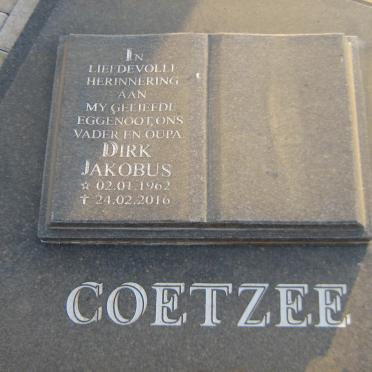 IN
LIEFDEVOLLE
HERINNERING
AAN
MY GELIEFDE
EGGENOOT, ONS
VADER EN OUPA
DIRK
JAKOBUS
☆ 02.01.1962
✝ 24.02.2016
COETZEE